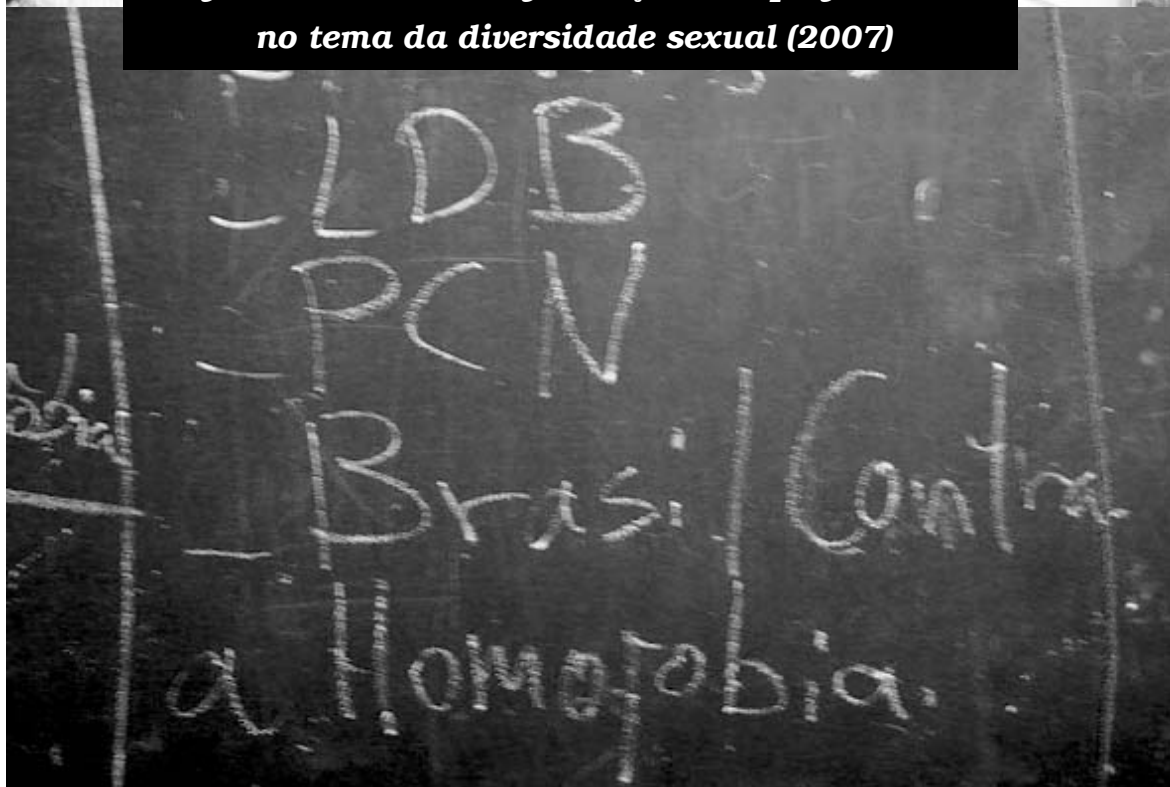 no tema da diversidade sexual (2007)
_ LDB
_ PCN
_ Brasil Contra
a Homofobia.